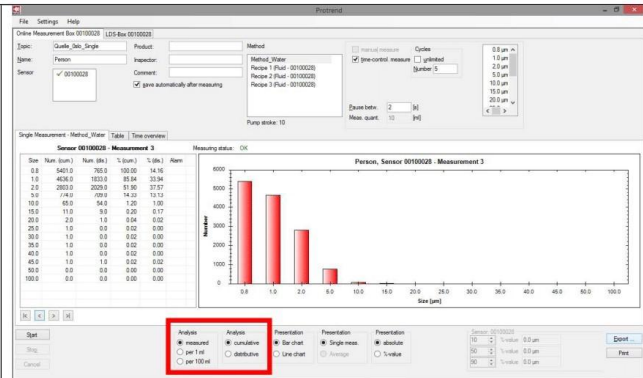 Protrend
File Settings Help
Online Measurement Box 00100028 LDS-Box 00100028
Topic: Quelle_0slo_Single Product: Method
Name: Person Inspector: Method_Water
Recipe 1 (Fluid - 00100028)
Recipe 2 (Fluid - 00100028)
Recipe 3 (Fluid - 00100028)
Sensor 00100028 Comment:
save automatically after measuring
Pump stroke: 10
manual measure Cycles
time-control. measure unlimited
Number 5
Pause betw. 2 [s]
Meas. quant. 10 [ml]
0.8 µm
1.0 µm
2.0 µm
5.0 µm
10.0 µm
15.0 µm
20.0 µm
Single Measurement - Method_Water Table Time overview
Sensor 00100028 - Measurement 3 Measuring status: OK
Size Num. (cum.) Num. (dis.) % (cum.) % (dis.) Alarm
0.8 5401.0 765.0 100.00 14.16
1.0 4636.0 1833.0 85.84 33.94
2.0 2803.0 2029.0 51.90 37.57
5.0 774.0 709.0 14.33 13.13
10.0 65.0 54.0 1.20 1.00
15.0 11.0 9.0 0.20 0.17
20.0 2.0 1.0 0.04 0.02
25.0 1.0 0.0 0.02 0.00
30.0 1.0 0.0 0.02 0.00
35.0 1.0 0.0 0.02 0.00
40.0 1.0 0.0 0.02 0.00
45.0 1.0 1.0 0.02 0.02
50.0 0.0 0.0 0.00 0.00
100.0 0.0 0.0 0.00 0.00
Person, Sensor 00100028 - Measurement 3
Number
6000
5000
4000
3000
2000
1000
0
0.8 1.0 2.0 5.0 10.0 15.0 20.0 25.0 30.0 35.0 40.0 45.0 50.0 100.0
Size [µm]
Start
Stop
Cancel
Analysis
measured
per 1 ml
per 100 ml
Analysis
cumulative
distributive
Presentation
Bar chart
Line chart
Presentation
Single meas.
Average
Presentation
absolute
%-value
Sensor: 00100028
10 %-value 0.0 µm
50 %-value 0.0 µm
90 %-value 0.0 µm
Export ...
Print